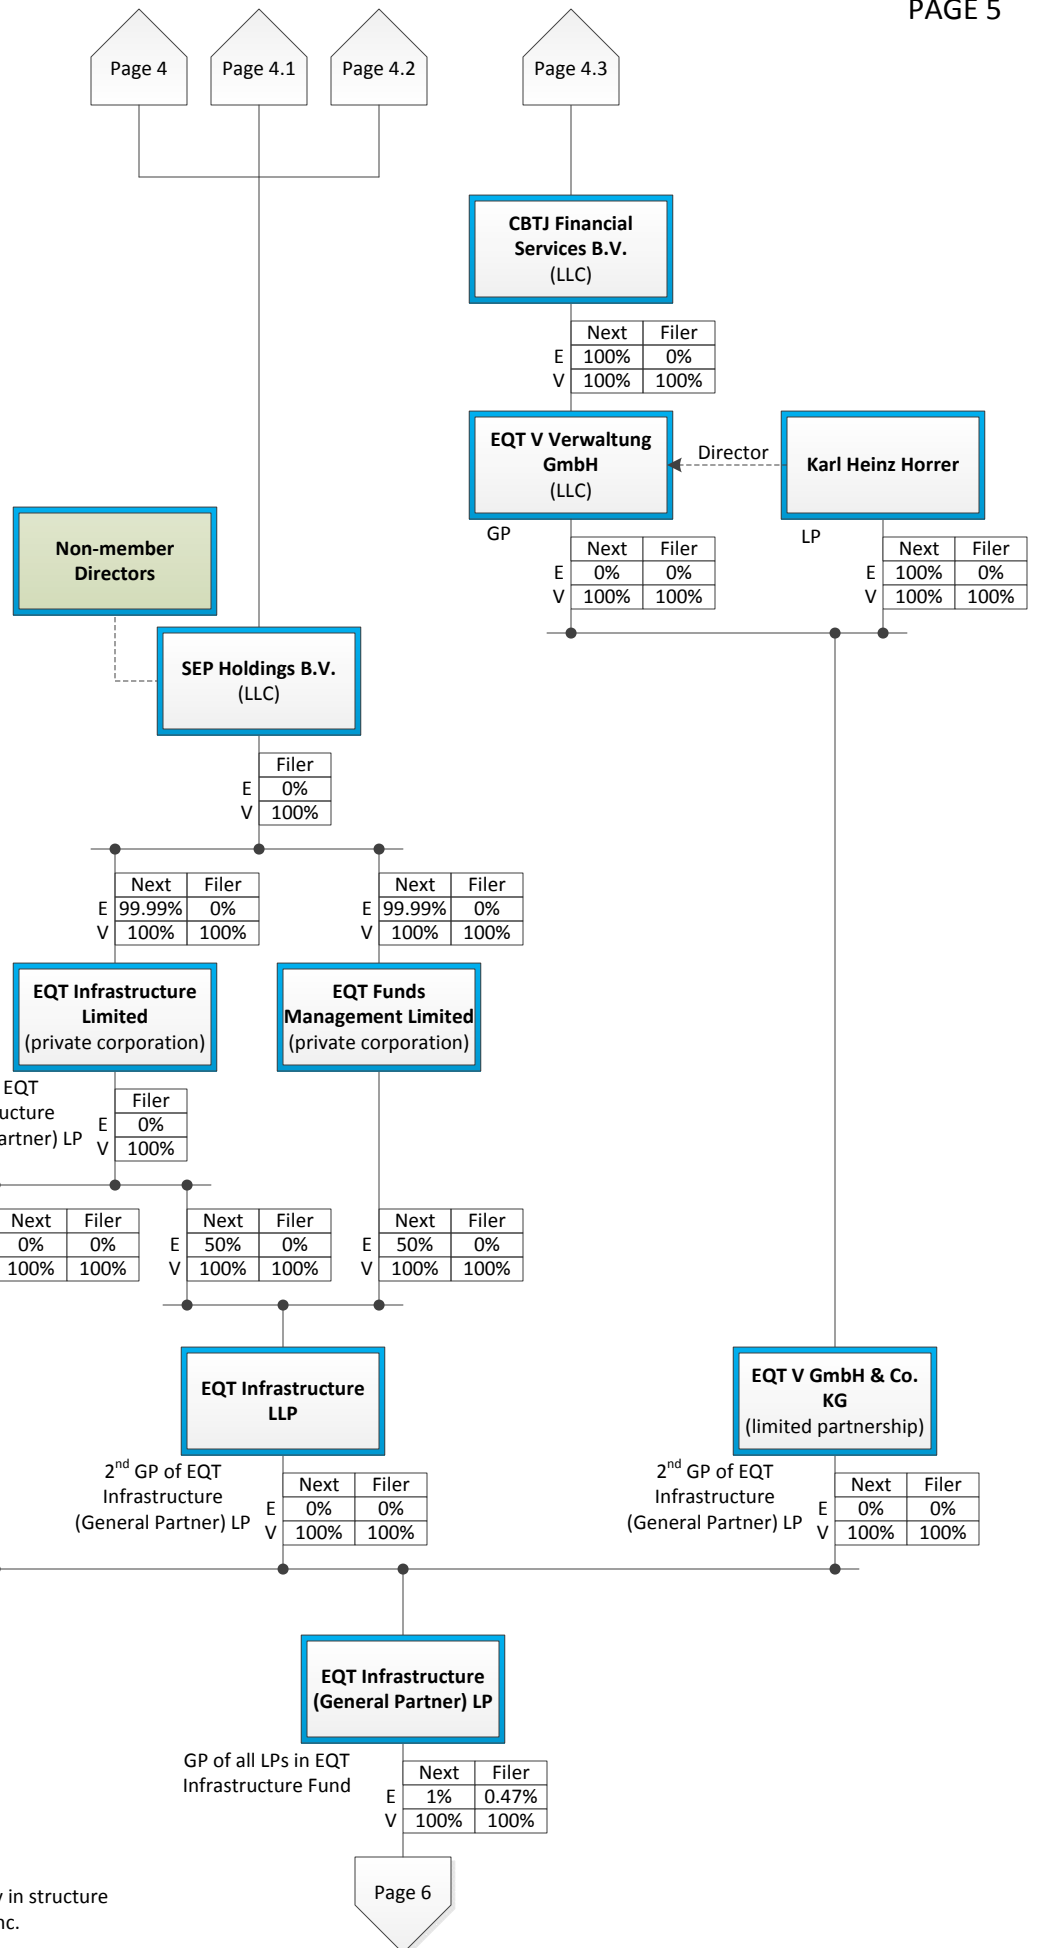 PAGE 5
Page 4
Page 4.1
Page 4.2
Page 4.3
CBTJ Financial
Services B.V.
(LLC)
Next Filer
E 100% 0%
V 100% 100%
EQT V Verwaltung
GmbH
(LLC)
Director
Karl Heinz Horrer
GP
Next Filer
E 0% 0%
V 100% 100%
LP
Next Filer
E 100% 0%
V 100% 100%
Non-member
Directors
SEP Holdings B.V.
(LLC)
Filer
E 0%
V 100%
Next Filer
E 99.99% 0%
V 100% 100%
Next Filer
E 99.99% 0%
V 100% 100%
EQT Infrastructure
Limited
(private corporation)
EQT Funds
Management Limited
(private corporation)
EQT
ucture
artner) LP
Filer
E 0%
V 100%
Next Filer
0% 0%
100% 100%
Next Filer
E 50% 0%
V 100% 100%
Next Filer
E 50% 0%
V 100% 100%
EQT Infrastructure
LLP
EQT V GmbH & Co.
KG
(limited partnership)
2nd GP of EQT
Infrastructure
(General Partner) LP
Next Filer
E 0% 0%
V 100% 100%
2nd GP of EQT
Infrastructure
(General Partner) LP
Next Filer
E 0% 0%
V 100% 100%
EQT Infrastructure
(General Partner) LP
GP of all LPs in EQT
Infrastructure Fund
Next Filer
E 1% 0.47%
V 100% 100%
Page 6
y in structure
nc.